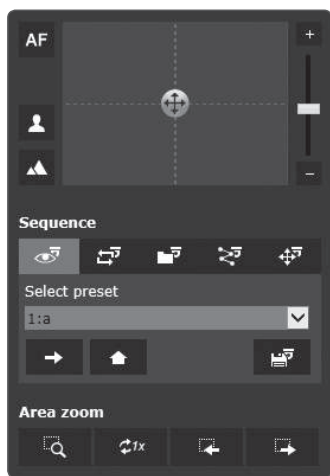 AF
+
−
Sequence
Select preset
1:a
Area zoom
1x